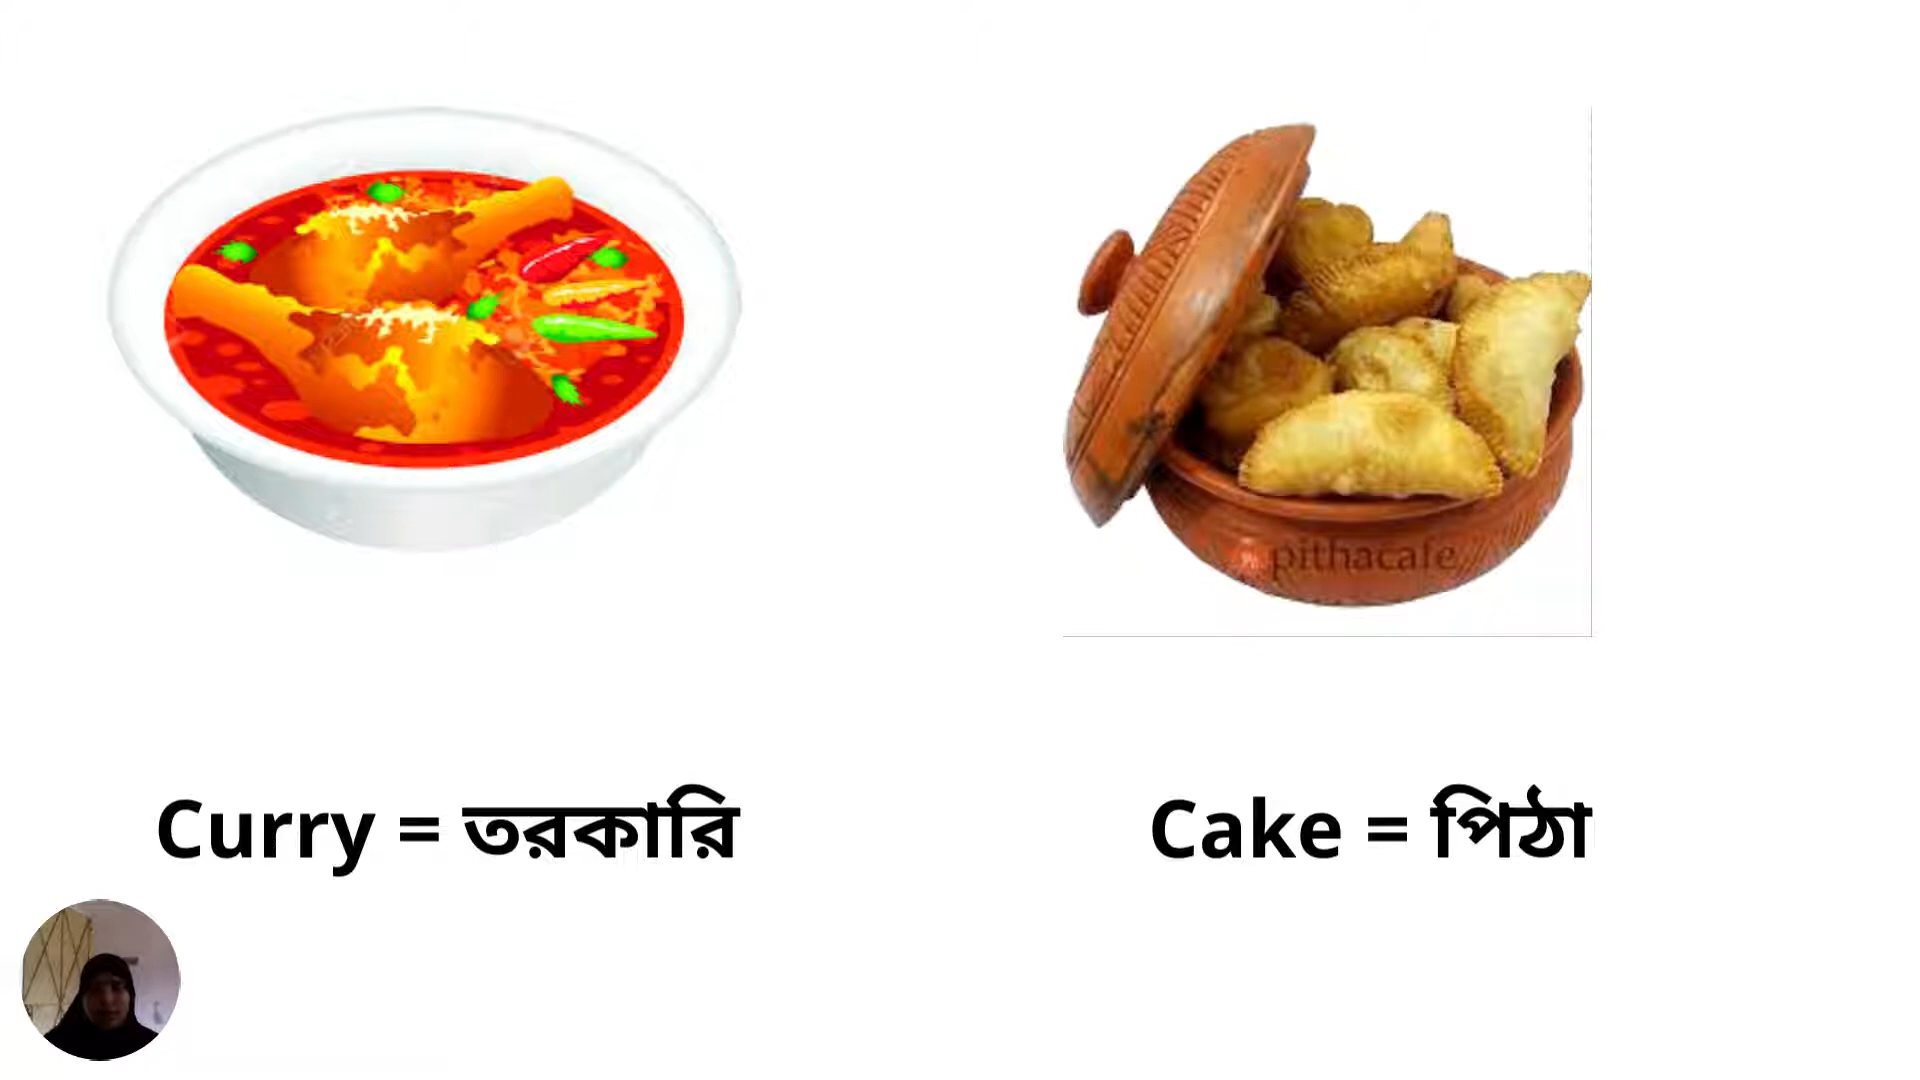 pithacafe
Curry = তরকারি
Cake = পিঠা